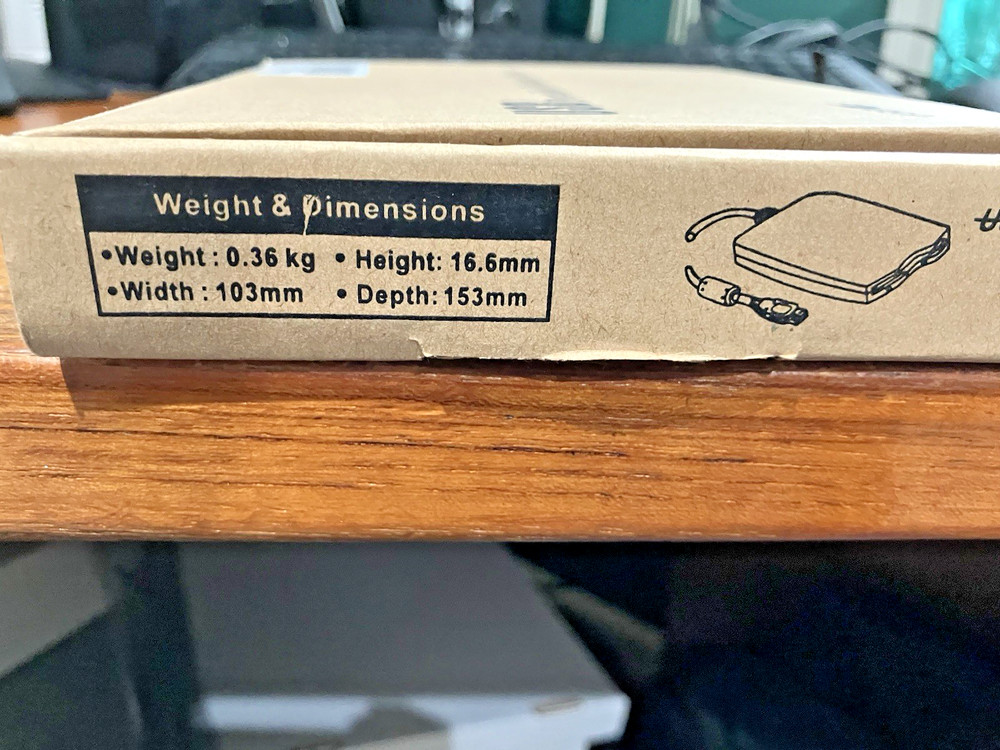 Weight & Dimensions
•Weight : 0.36 kg • Height: 16.6mm
•Width : 103mm • Depth: 153mm